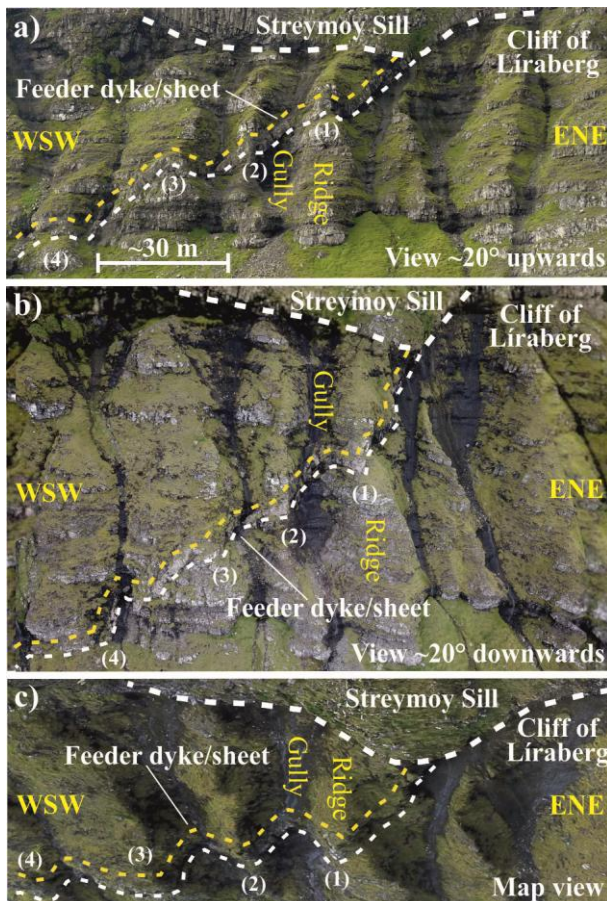 a)
Streymoy Sill
Cliff of
Líraberg
Feeder dyke/sheet
WSW
ENE
(1)
(2)
(3)
(4)
Gully
Ridge
~30 m
View ~20° upwards
b)
Streymoy Sill
Cliff of
Líraberg
Gully
WSW
ENE
(1)
Ridge
(2)
(3)
Feeder dyke/sheet
(4)
View ~20° downwards
c)
Streymoy Sill
Cliff of
Líraberg
Feeder dyke/sheet
Gully
Ridge
WSW
ENE
(4)
(3)
(2)
(1)
Map view